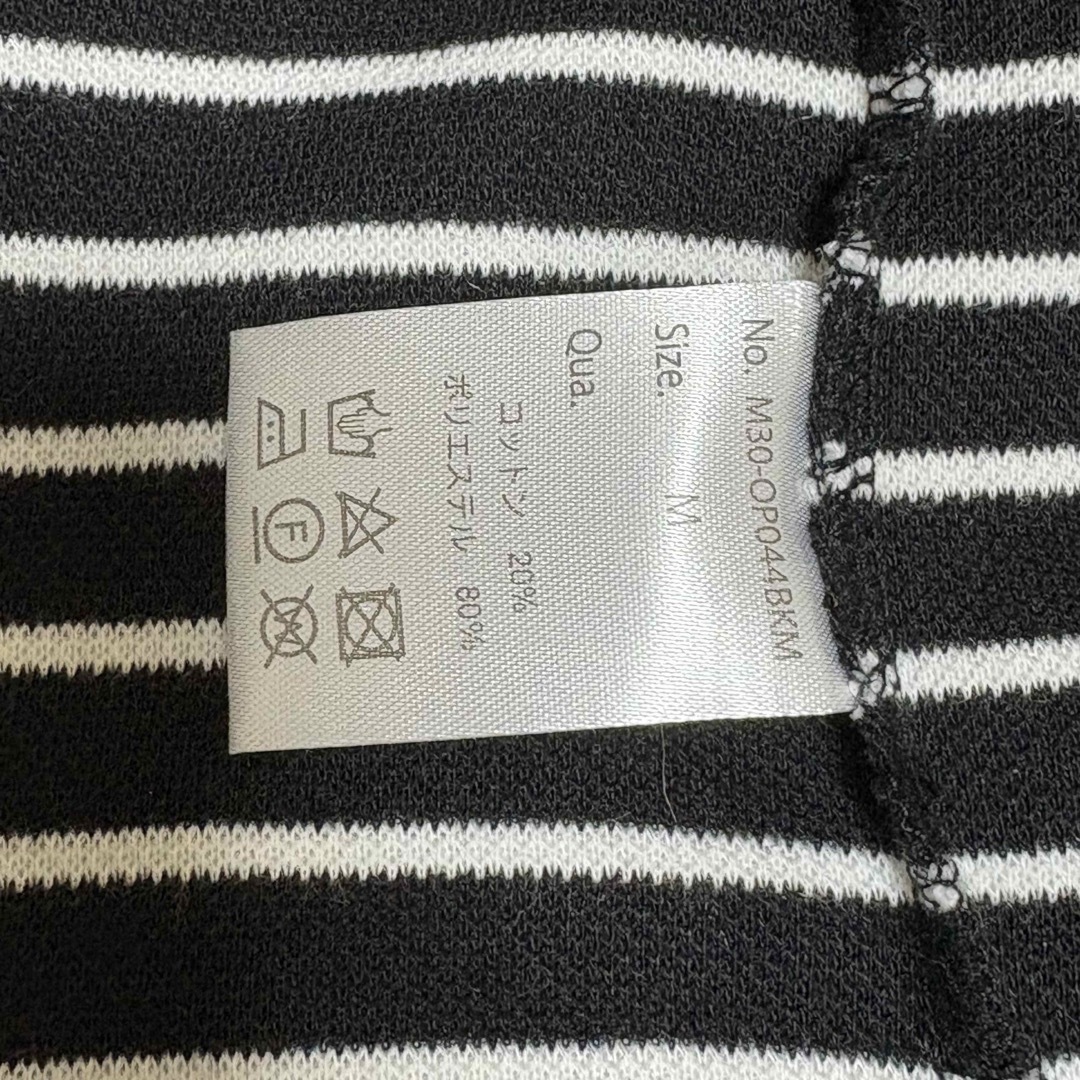 No. M30-OP044BKM
Size. M
Qua.
コットン 20%
ポリエステル 80%
F
W